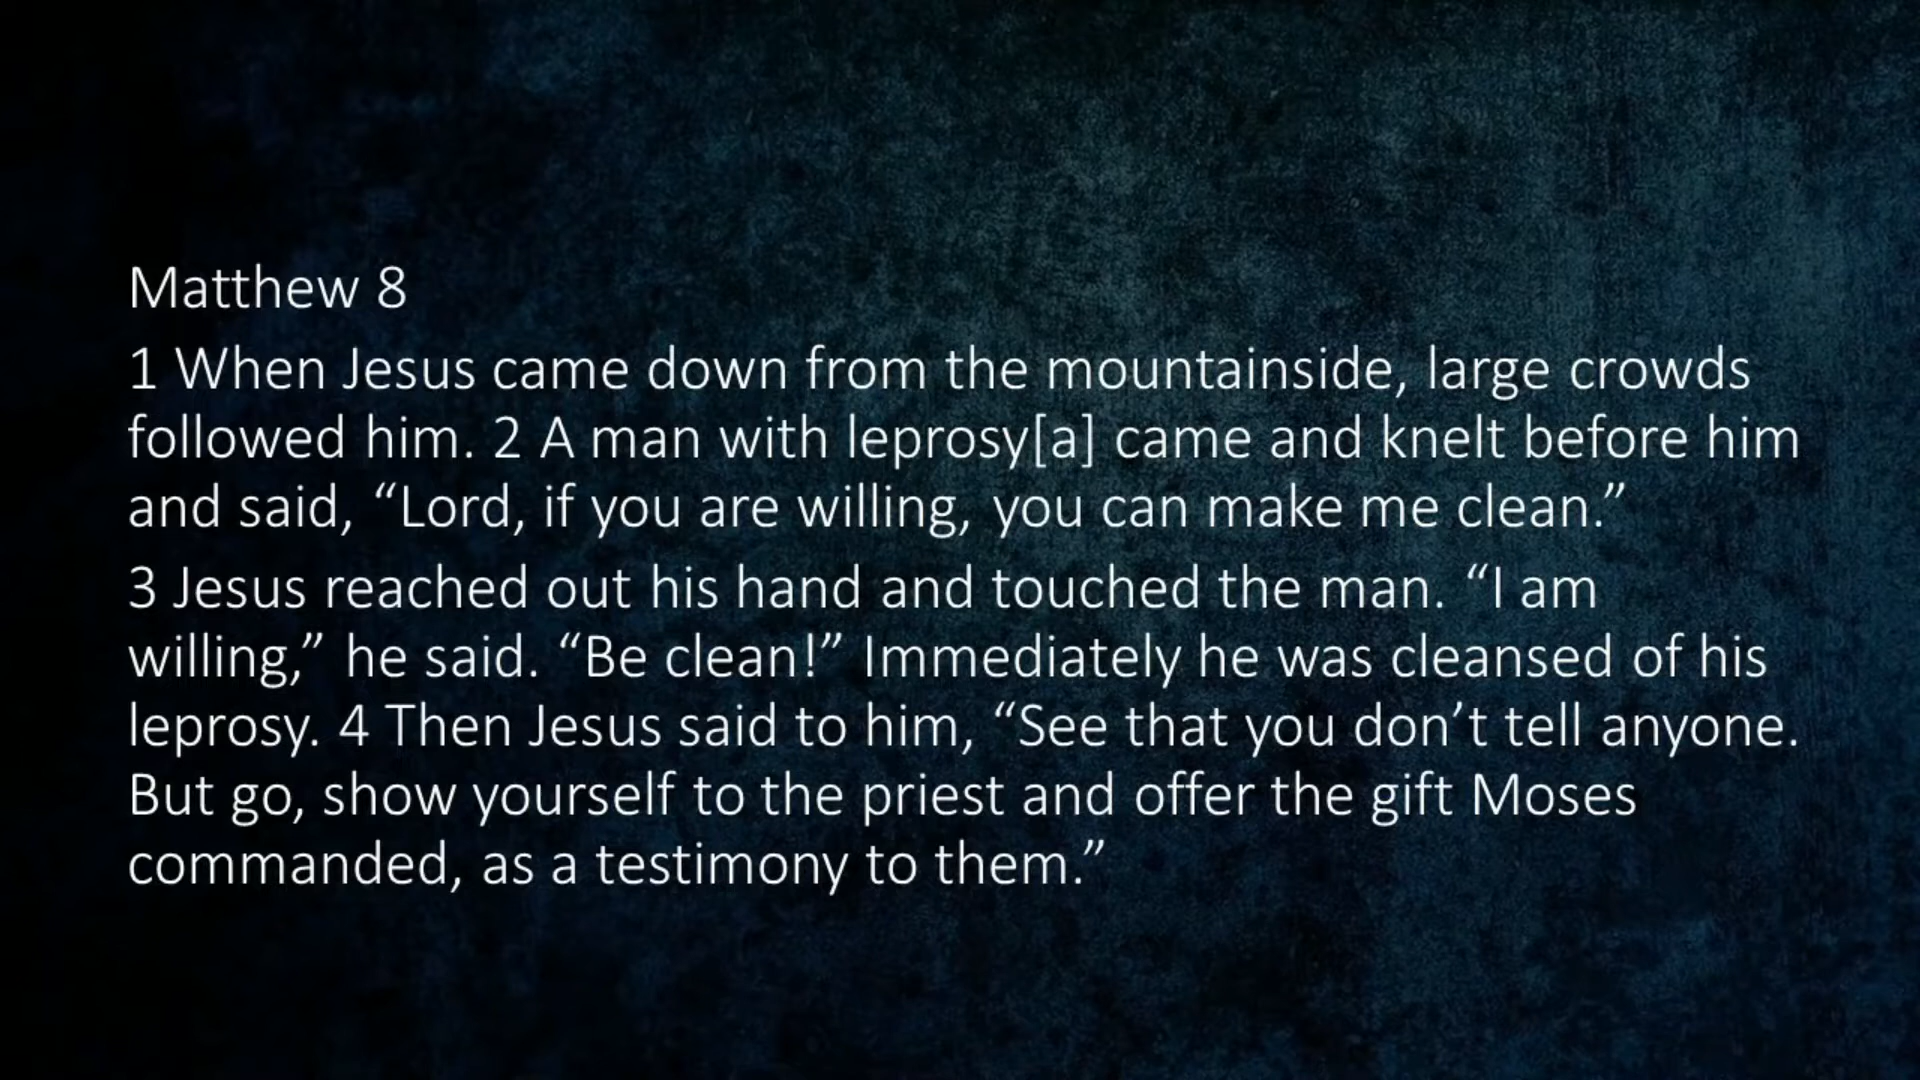 Matthew 8
1 When Jesus came down from the mountainside, large crowds
followed him. 2 A man with leprosy[a] came and knelt before him
and said, “Lord, if you are willing, you can make me clean.”
3 Jesus reached out his hand and touched the man. “I am
willing,” he said. “Be clean!” Immediately he was cleansed of his
leprosy. 4 Then Jesus said to him, “See that you don’t tell anyone.
But go, show yourself to the priest and offer the gift Moses
commanded, as a testimony to them.”